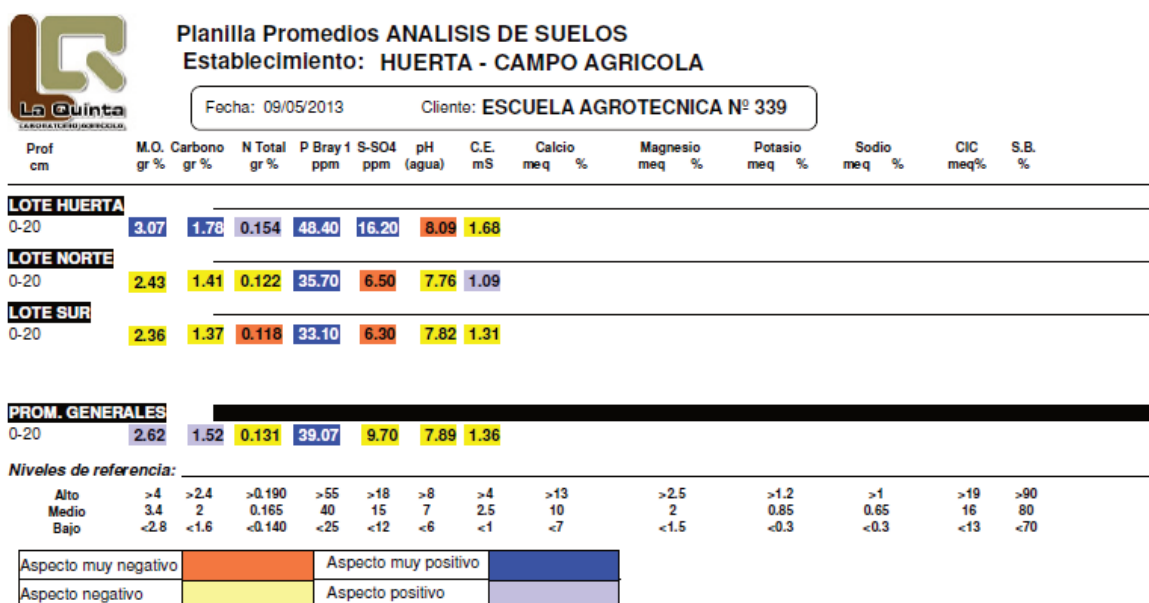 La Quinta
LABORATORIO AGRICOLA
Planilla Promedios ANALISIS DE SUELOS
Establecimiento: HUERTA - CAMPO AGRICOLA
Fecha: 09/05/2013 Cliente: ESCUELA AGROTECNICA Nº 339
Prof M.O. Carbono N Total P Bray 1 S-SO4 pH C.E. Calcio Magnesio Potasio Sodio CIC S.B.
cm gr % gr % gr % ppm ppm (agua) mS meq % meq % meq % meq % meq% %
LOTE HUERTA
0-20 3.07 1.78 0.154 48.40 16.20 8.09 1.68
LOTE NORTE
0-20 2.43 1.41 0.122 35.70 6.50 7.76 1.09
LOTE SUR
0-20 2.36 1.37 0.118 33.10 6.30 7.82 1.31
PROM. GENERALES
0-20 2.62 1.52 0.131 39.07 9.70 7.89 1.36
Niveles de referencia:
Alto >4 >2.4 >0.190 >55 >18 >8 >4 >13 >2.5 >1.2 >1 >19 >90
Medio 3.4 2 0.165 40 15 7 2.5 10 2 0.85 0.65 16 80
Bajo <2.8 <1.6 <0.140 <25 <12 <6 <1 <7 <1.5 <0.3 <0.3 <13 <70
Aspecto muy negativo Aspecto muy positivo
Aspecto negativo Aspecto positivo